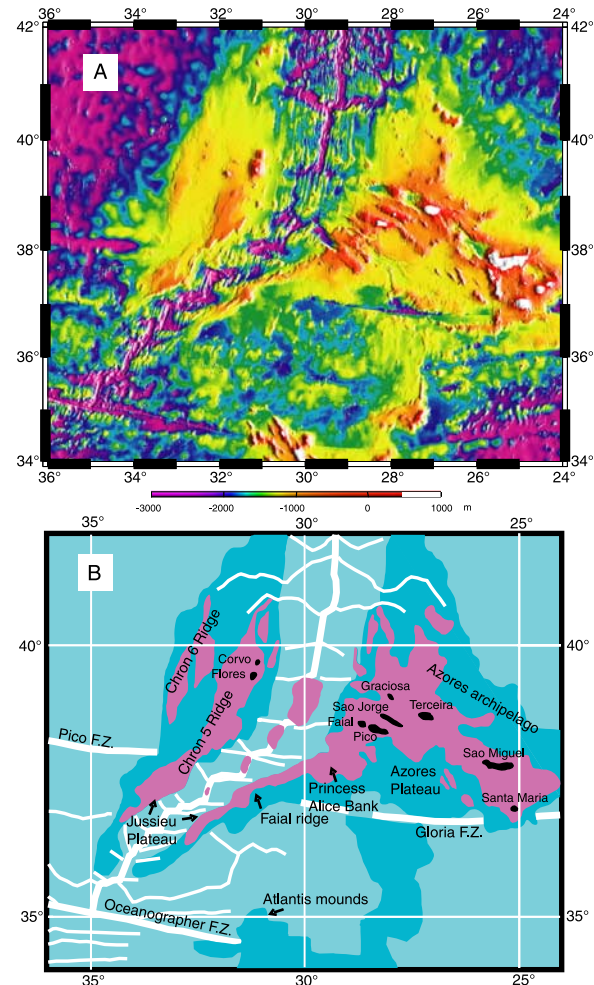 36° 34° 32° 30° 28° 26° 24°
42° 42°
A
40° 40°
38° 38°
36° 36°
34° 34°
36° 34° 32° 30° 28° 26° 24°
-3000 -2000 -1000 0 1000 m
35° 30° 25°
B
40° 40°
Chron 6 Ridge
Corvo
Flores
Chron 5 Ridge
Azores archipelago
Graciosa
Sao Jorge
Terceira
Faial
Pico
Pico F.Z.
Sao Miguel
Azores
Plateau
Princess
Alice Bank
Santa Maria
Jussieu
Plateau
Faial ridge
Gloria F.Z.
Atlantis mounds
Oceanographer F.Z.
35° 35°
35° 30° 25°